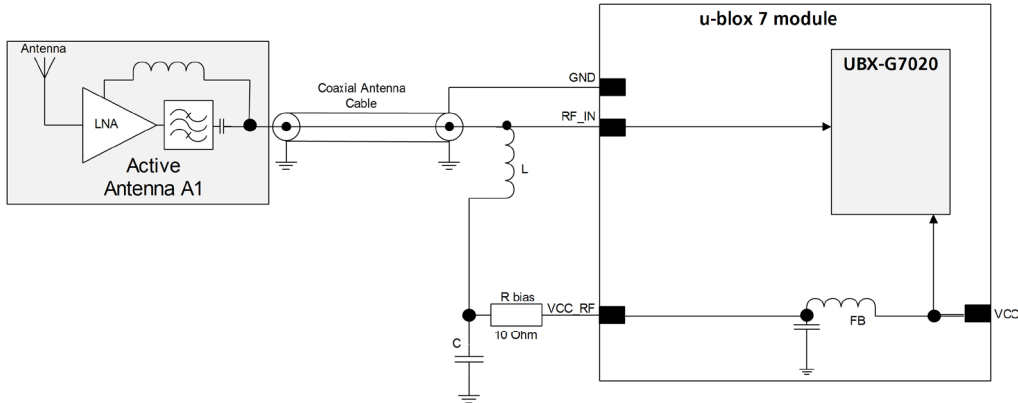 u-blox 7 module
Antenna
UBX-G7020
GND
Coaxial Antenna
Cable
LNA
RF_IN
Active
Antenna A1
L
R bias
VCC_RF
VCC
10 Ohm
FB
C